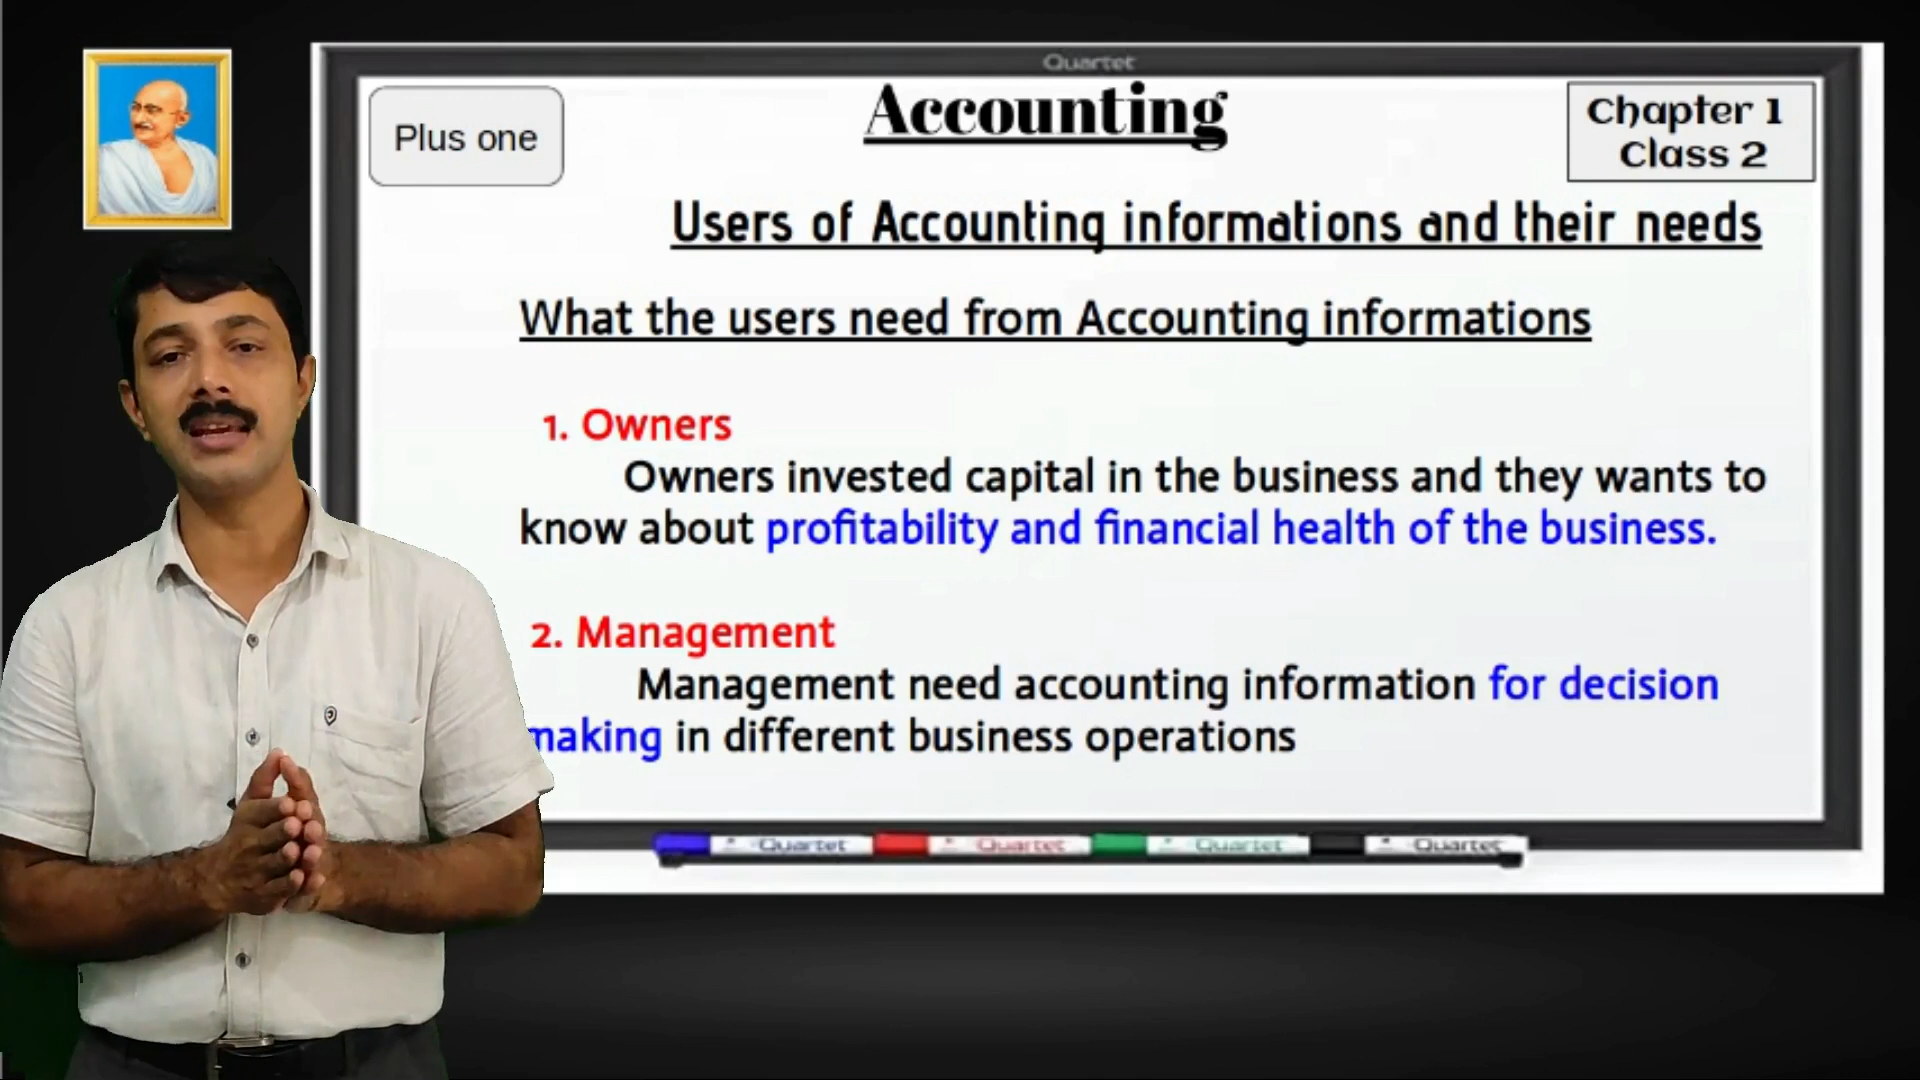 Quartet
Plus one
Accounting
Chapter 1
Class 2
Users of Accounting informations and their needs
What the users need from Accounting informations
1. Owners
Owners invested capital in the business and they wants to
know about profitability and financial health of the business.
2. Management
Management need accounting information for decision
making in different business operations
Quartet Quartet Quartet Quartet